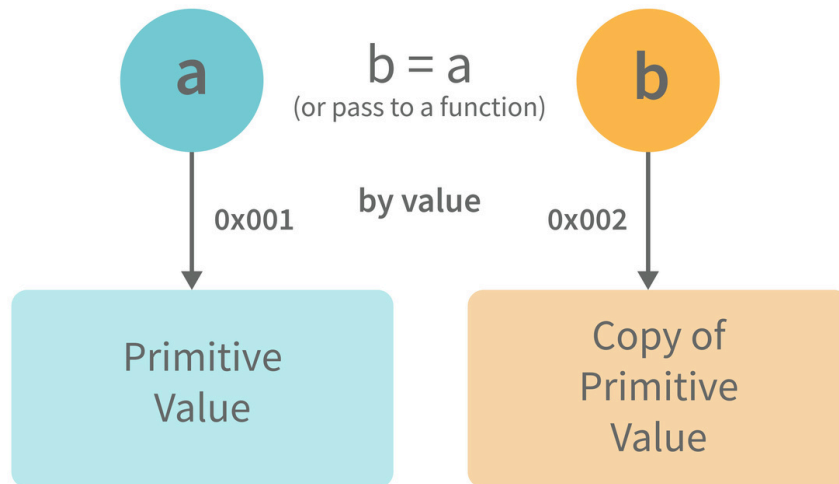 a
b = a
b
(or pass to a function)
by value
0x001
0x002
Primitive
Value
Copy of
Primitive
Value